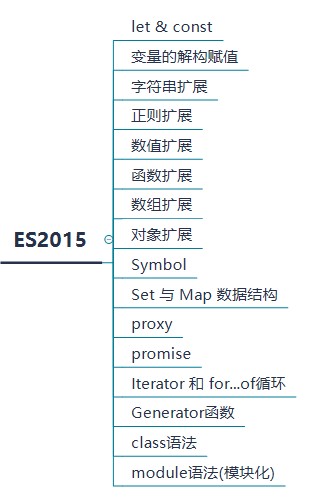 let & const
变量的解构赋值
字符串扩展
正则扩展
数值扩展
函数扩展
数组扩展
对象扩展
ES2015
Symbol
Set 与 Map 数据结构
proxy
promise
Iterator 和 for...of循环
Generator函数
class语法
module语法(模块化)